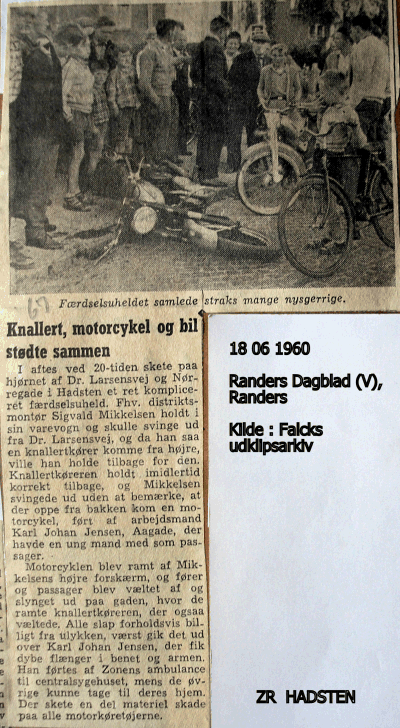 Færdselsuheldet samlede straks mange nysgerrige.
67
Knallert, motorcykel og bil
stødte sammen
I aftes ved 20-tiden skete paa
hjørnet af Dr. Larsensvej og Nør-
regade i Hadsten et ret komplice-
ret færdselsuheld. Fhv. distrikts-
montør Sigvald Mikkelsen holdt i
sin varevogn og skulle svinge ud
fra Dr. Larsensvej, og da han saa
en knallertkører komme fra højre,
ville han holde tilbage for den.
Knallertkøreren holdt imidlertid
korrekt tilbage, og Mikkelsen
svingede ud uden at bemærke, at
der oppe fra bakken kom en mo-
torcykel, ført af arbejdsmand
Karl Johan Jensen, Aagade, der
havde en ung mand med som pas-
sager.
Motorcyklen blev ramt af Mik-
kelsens højre forskærm, og fører
og passager blev væltet af og
slynget ud paa gaden, hvor de
ramte knallertkøreren, der ogsaa
væltede. Alle slap forholdsvis bil-
ligt fra ulykken, værst gik det ud
over Karl Johan Jensen, der fik
dybe flænger i benet og armen.
Han førtes af Zonens ambulance
til centralsygehuset, mens de øv-
rige kunne tage til deres hjem.
Der skete en del materiel skade
paa alle motorkøretøjerne.
18 06 1960
Randers Dagblad (V),
Randers
Kilde : Falcks
udklipsarkiv
ZR HADSTEN